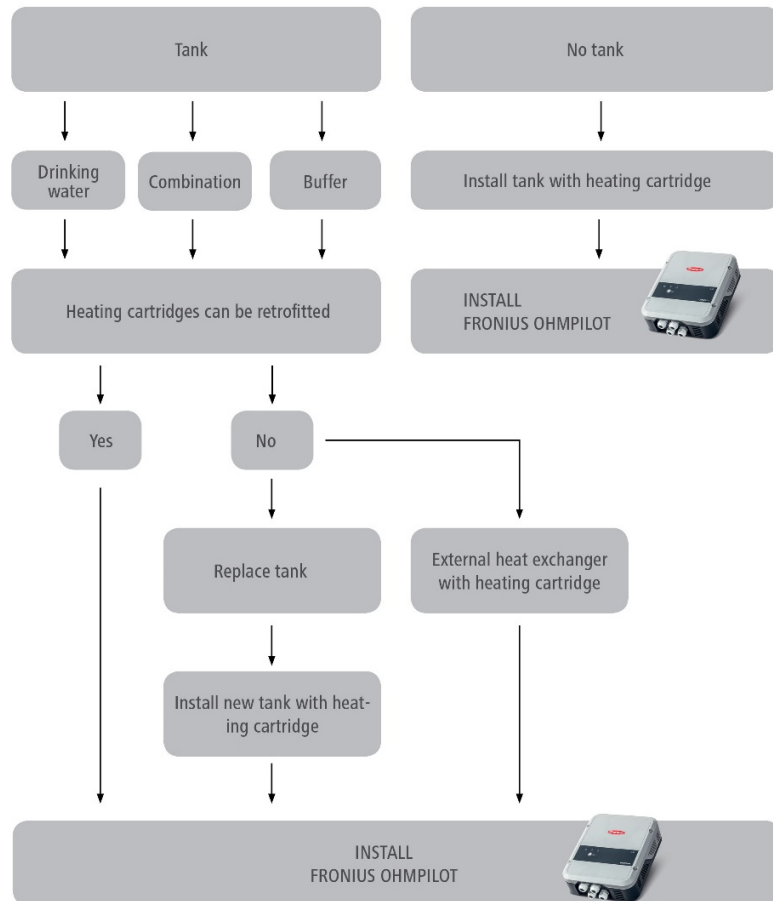 Tank
No tank
Drinking
water
Combination
Buffer
Install tank with heating cartridge
Heating cartridges can be retrofitted
INSTALL
FRONIUS OHMPILOT
Yes
No
Replace tank
External heat exchanger
with heating cartridge
Install new tank with heat-
ing cartridge
INSTALL
FRONIUS OHMPILOT